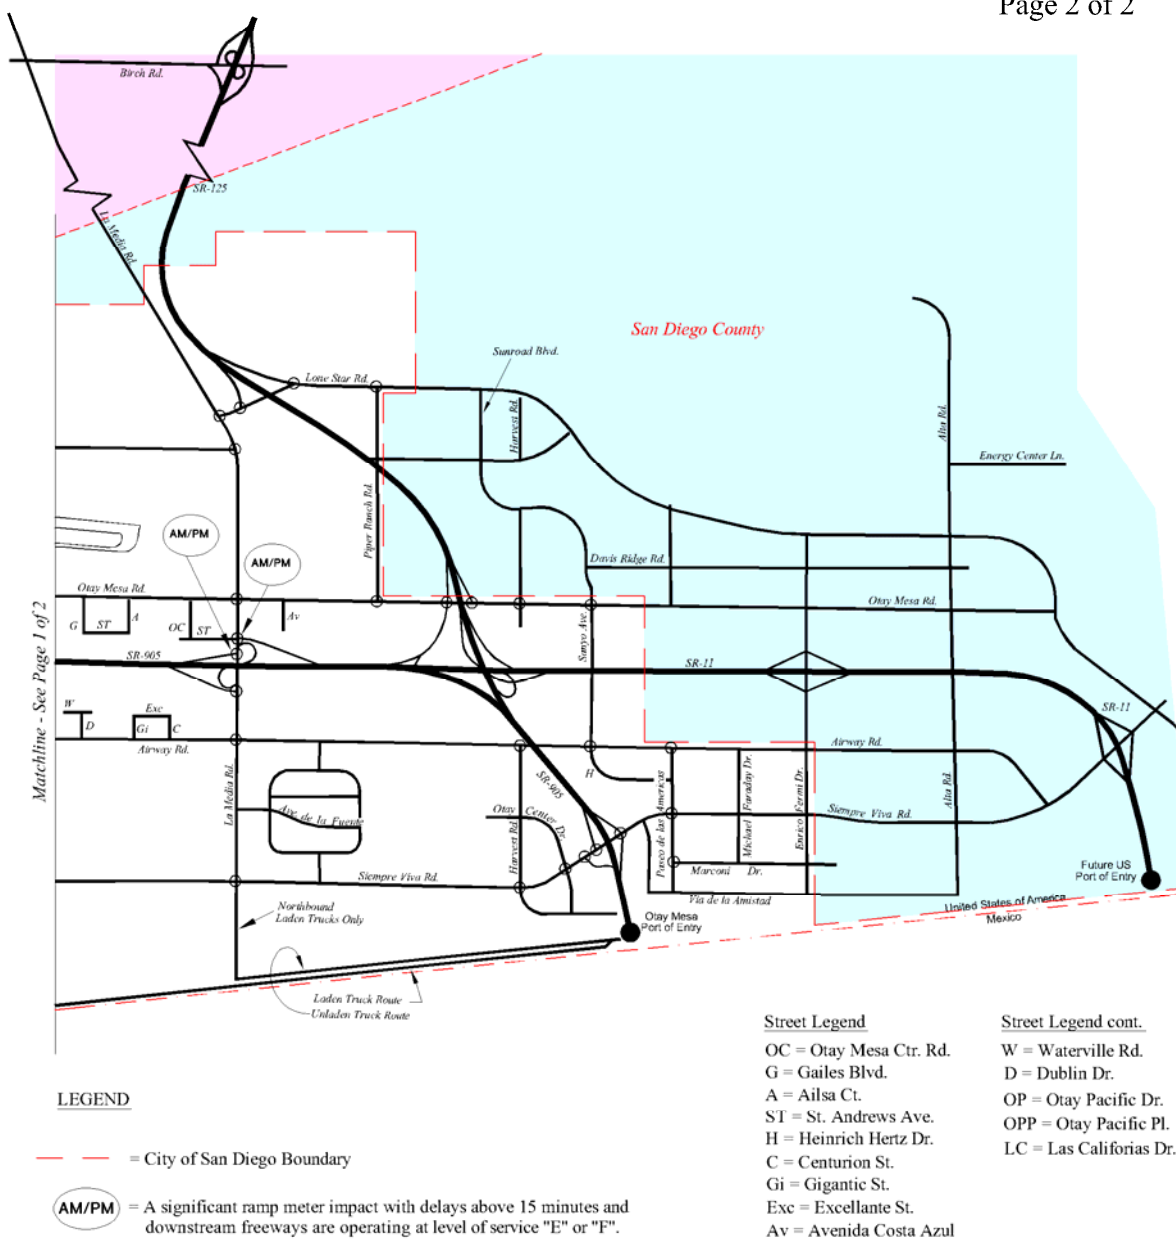 Page 2 of 2
Birch Rd.
SR-125
La Media Rd.
San Diego County
Sunroad Blvd.
Lone Star Rd.
Harvest Rd.
Alta Rd.
Energy Center Ln.
Piper Ranch Rd.
AM/PM
AM/PM
Davis Ridge Rd.
Otay Mesa Rd.
Otay Mesa Rd.
G
ST
A
OC
ST
Av
Sanyo Ave.
SR-905
SR-11
SR-11
Matchline - See Page 1 of 2
W
D
Exc
Gi
C
Airway Rd.
Airway Rd.
La Media Rd.
Ave. de la Fuente
SR-905
H
Otay Center Dr.
Harvest Rd.
Paseo de las Americas
Michael Faraday Dr.
Enrico Fermi Dr.
Alta Rd.
Siempre Viva Rd.
Siempre Viva Rd.
Marconi Dr.
Via de la Amistad
Future US
Port of Entry
Northbound
Laden Trucks Only
Otay Mesa
Port of Entry
United States of America
Mexico
Laden Truck Route
Unladen Truck Route
LEGEND
= City of San Diego Boundary
AM/PM = A significant ramp meter impact with delays above 15 minutes and
downstream freeways are operating at level of service "E" or "F".
Street Legend
OC = Otay Mesa Ctr. Rd.
G = Gailes Blvd.
A = Ailsa Ct.
ST = St. Andrews Ave.
H = Heinrich Hertz Dr.
C = Centurion St.
Gi = Gigantic St.
Exc = Excellante St.
Av = Avenida Costa Azul
Street Legend cont.
W = Waterville Rd.
D = Dublin Dr.
OP = Otay Pacific Dr.
OPP = Otay Pacific Pl.
LC = Las Califorias Dr.